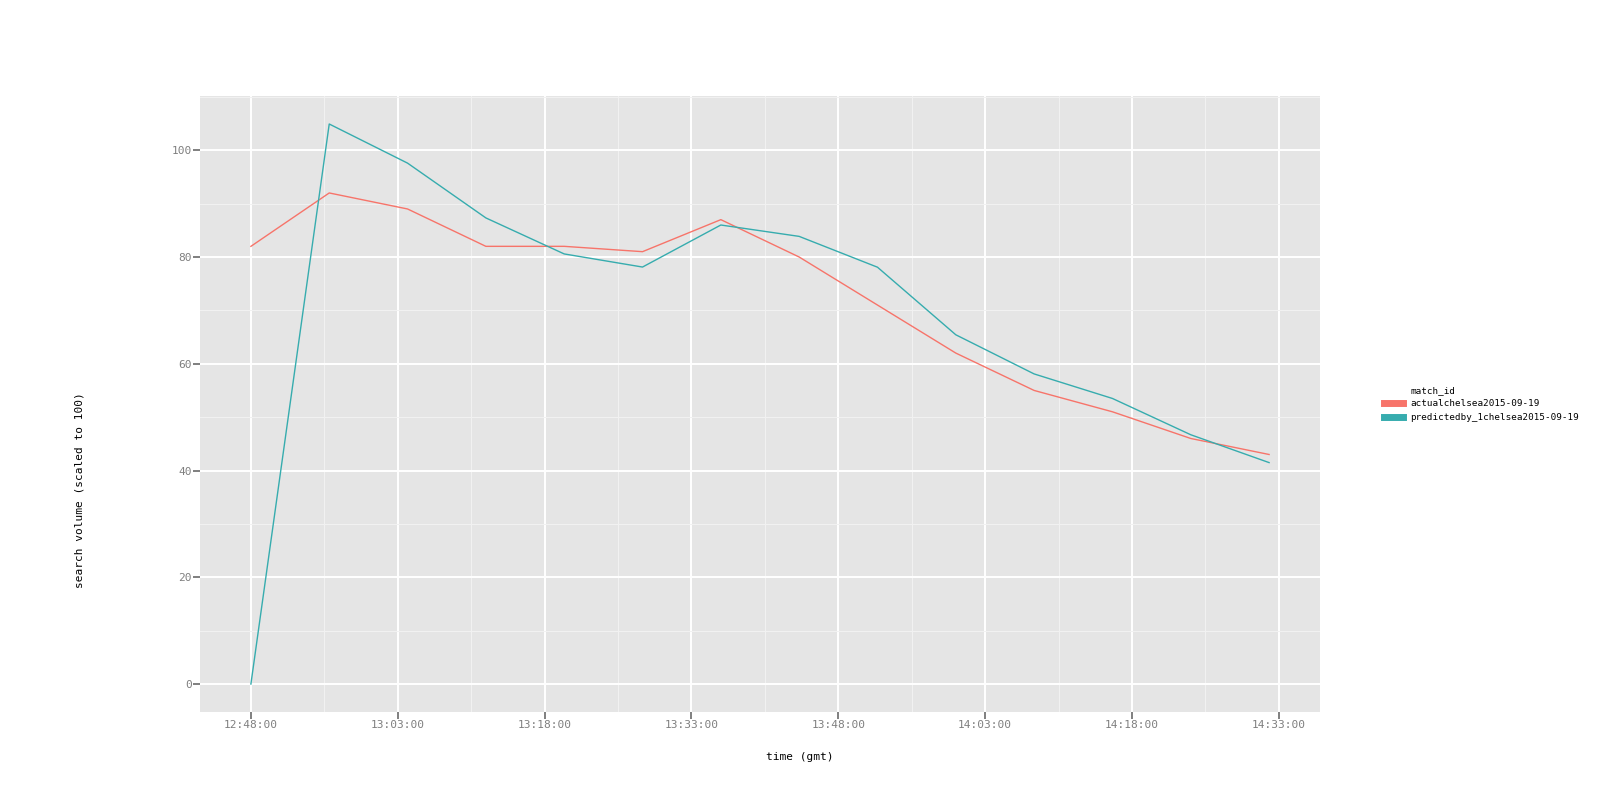 100
80
60
40
20
0
search volume (scaled to 100)
12:48:00 13:03:00 13:18:00 13:33:00 13:48:00 14:03:00 14:18:00 14:33:00
time (gmt)
match_id
actualchelsea2015-09-19
predictedby_1chelsea2015-09-19